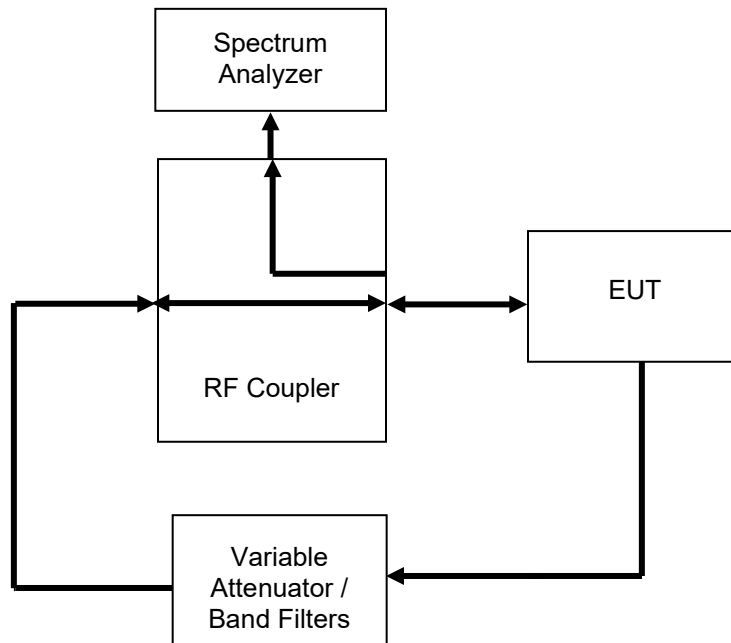 Spectrum
Analyzer
EUT
RF Coupler
Variable
Attenuator /
Band Filters